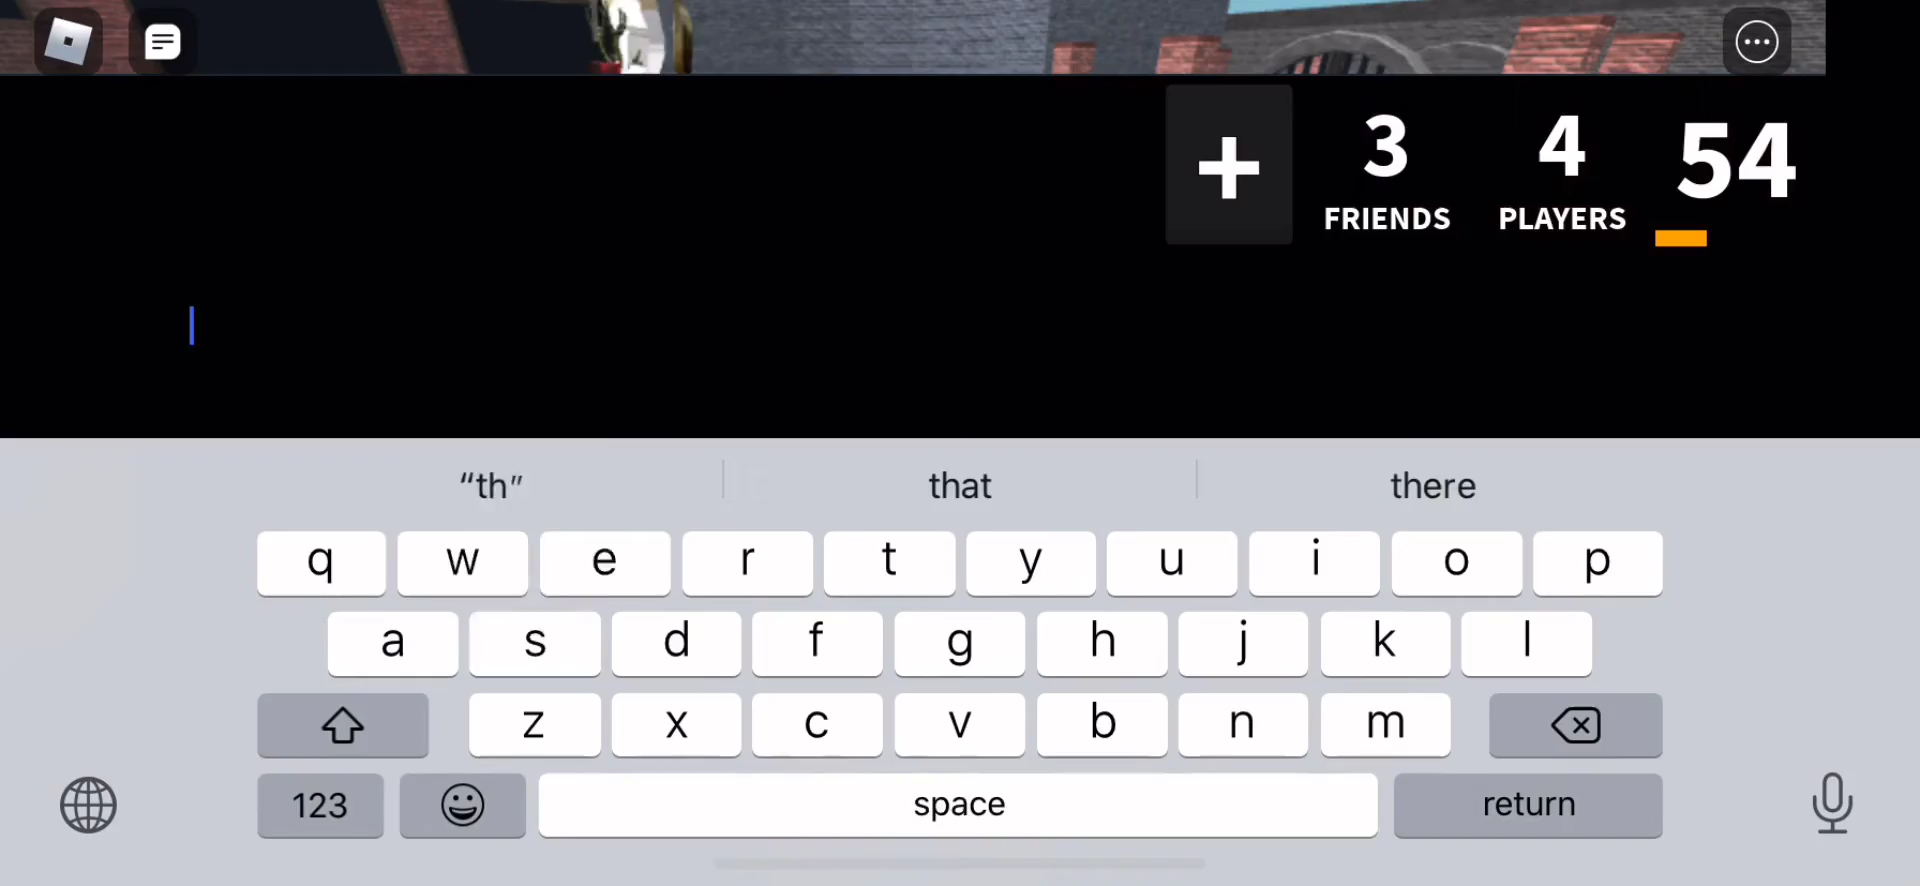 + 3 4 54
FRIENDS PLAYERS
“th” that there
q w e r t y u i o p
a s d f g h j k l
z x c v b n m
123 space return